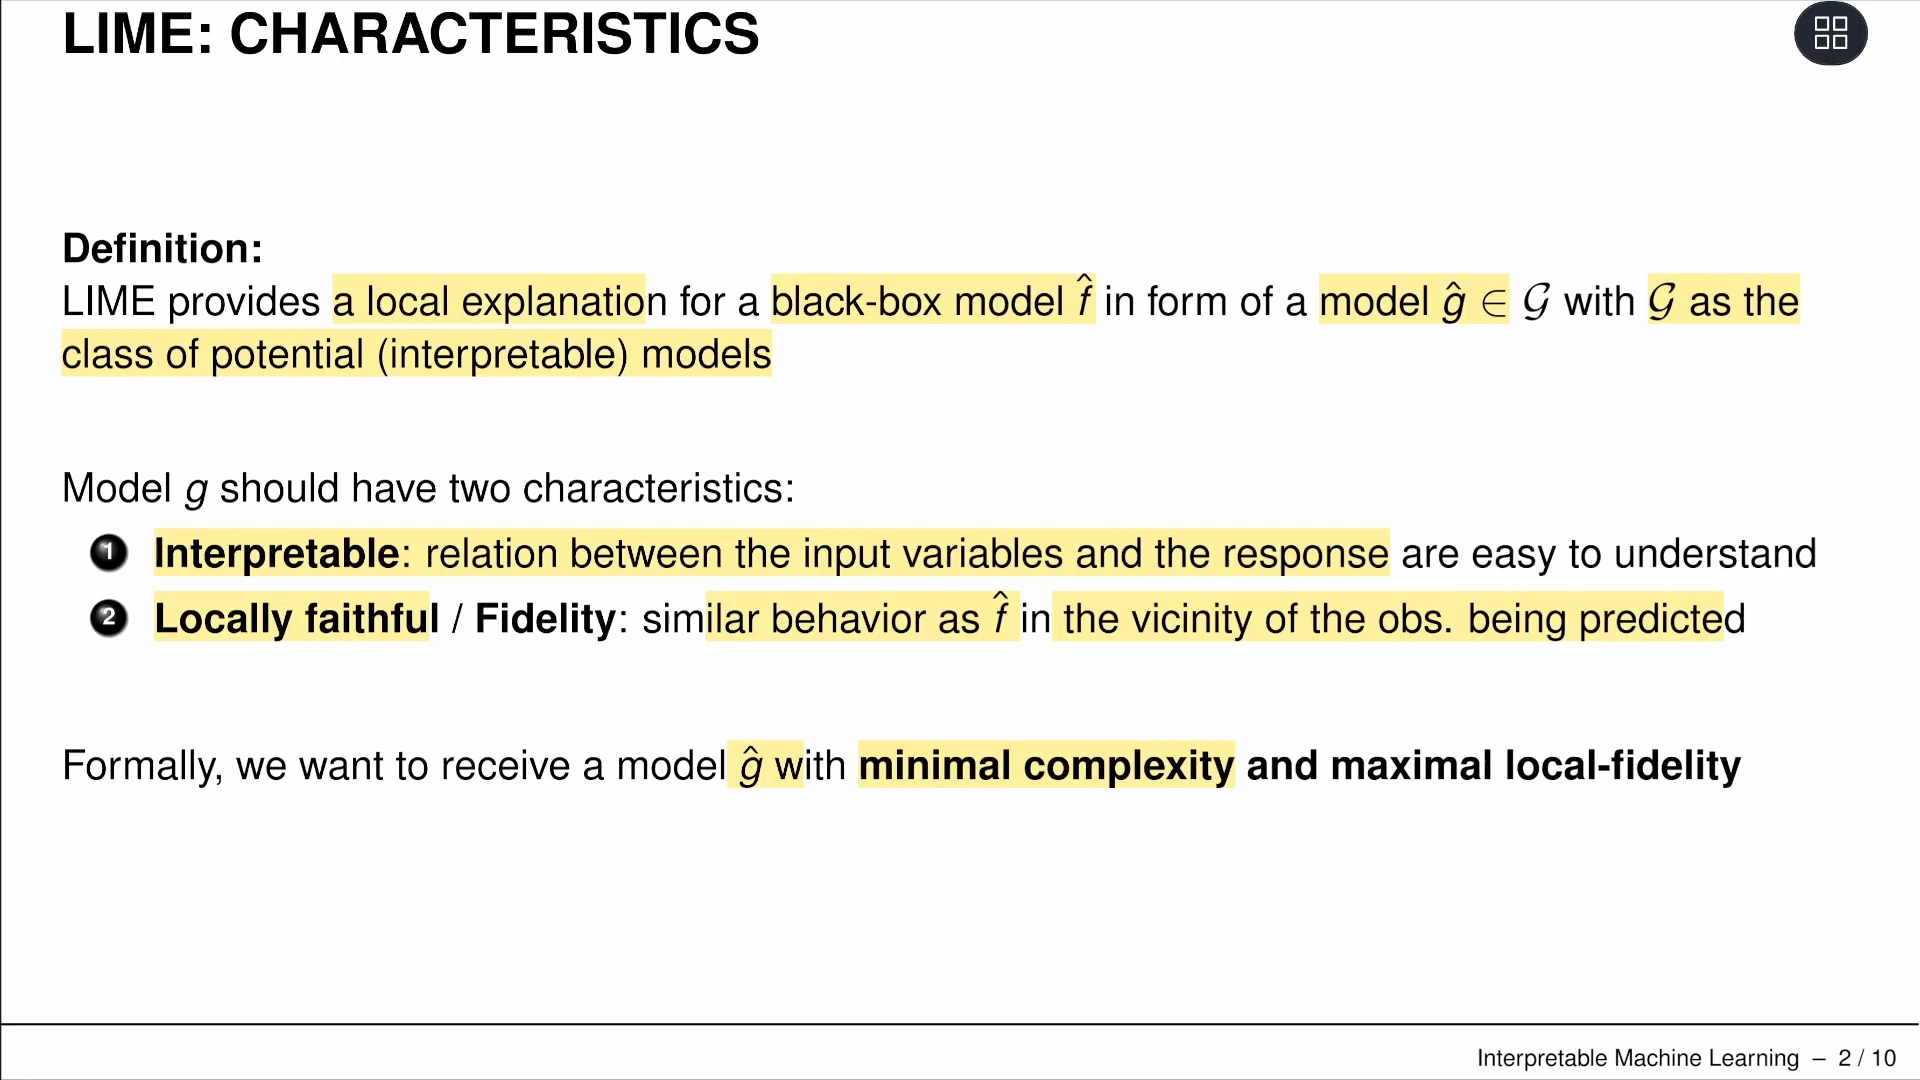 LIME: CHARACTERISTICS
Definition:
LIME provides a local explanation for a black-box model f̂ in form of a model ĝ ∈ 𝒢 with 𝒢 as the
class of potential (interpretable) models
Model g should have two characteristics:
1 Interpretable: relation between the input variables and the response are easy to understand
2 Locally faithful / Fidelity: similar behavior as f̂ in the vicinity of the obs. being predicted
Formally, we want to receive a model ĝ with minimal complexity and maximal local-fidelity
Interpretable Machine Learning – 2 / 10